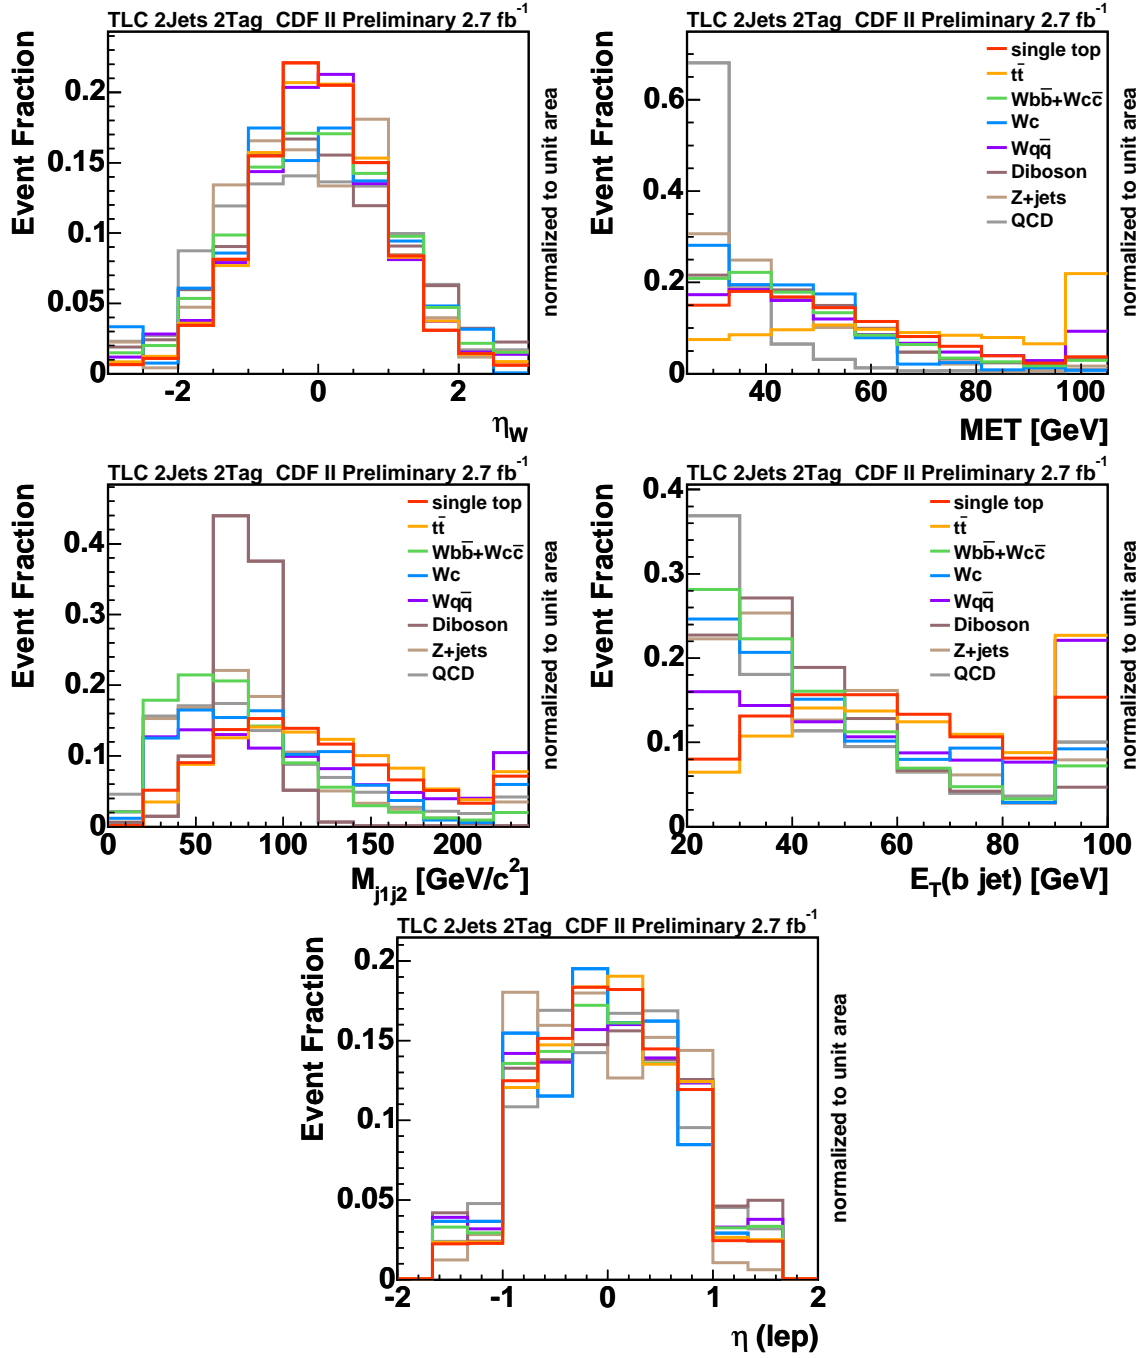 TLC 2Jets 2Tag CDF II Preliminary 2.7 fb⁻¹
Event Fraction
0.2
0.15
0.1
0.05
0
-2 0 2
η_W
normalized to unit area
TLC 2Jets 2Tag CDF II Preliminary 2.7 fb⁻¹
Event Fraction
0.6
0.4
0.2
0
40 60 80 100
MET [GeV]
single top
tt̄
Wbb̄+Wcc̄
Wc
Wqq̄
Diboson
Z+jets
QCD
normalized to unit area
TLC 2Jets 2Tag CDF II Preliminary 2.7 fb⁻¹
Event Fraction
0.4
0.3
0.2
0.1
0
0 50 100 150 200
M_j1j2 [GeV/c²]
single top
tt̄
Wbb̄+Wcc̄
Wc
Wqq̄
Diboson
Z+jets
QCD
normalized to unit area
TLC 2Jets 2Tag CDF II Preliminary 2.7 fb⁻¹
Event Fraction
0.4
0.3
0.2
0.1
0
20 40 60 80 100
E_T(b jet) [GeV]
single top
tt̄
Wbb̄+Wcc̄
Wc
Wqq̄
Diboson
Z+jets
QCD
normalized to unit area
TLC 2Jets 2Tag CDF II Preliminary 2.7 fb⁻¹
Event Fraction
0.2
0.15
0.1
0.05
0
-2 -1 0 1 2
η (lep)
normalized to unit area